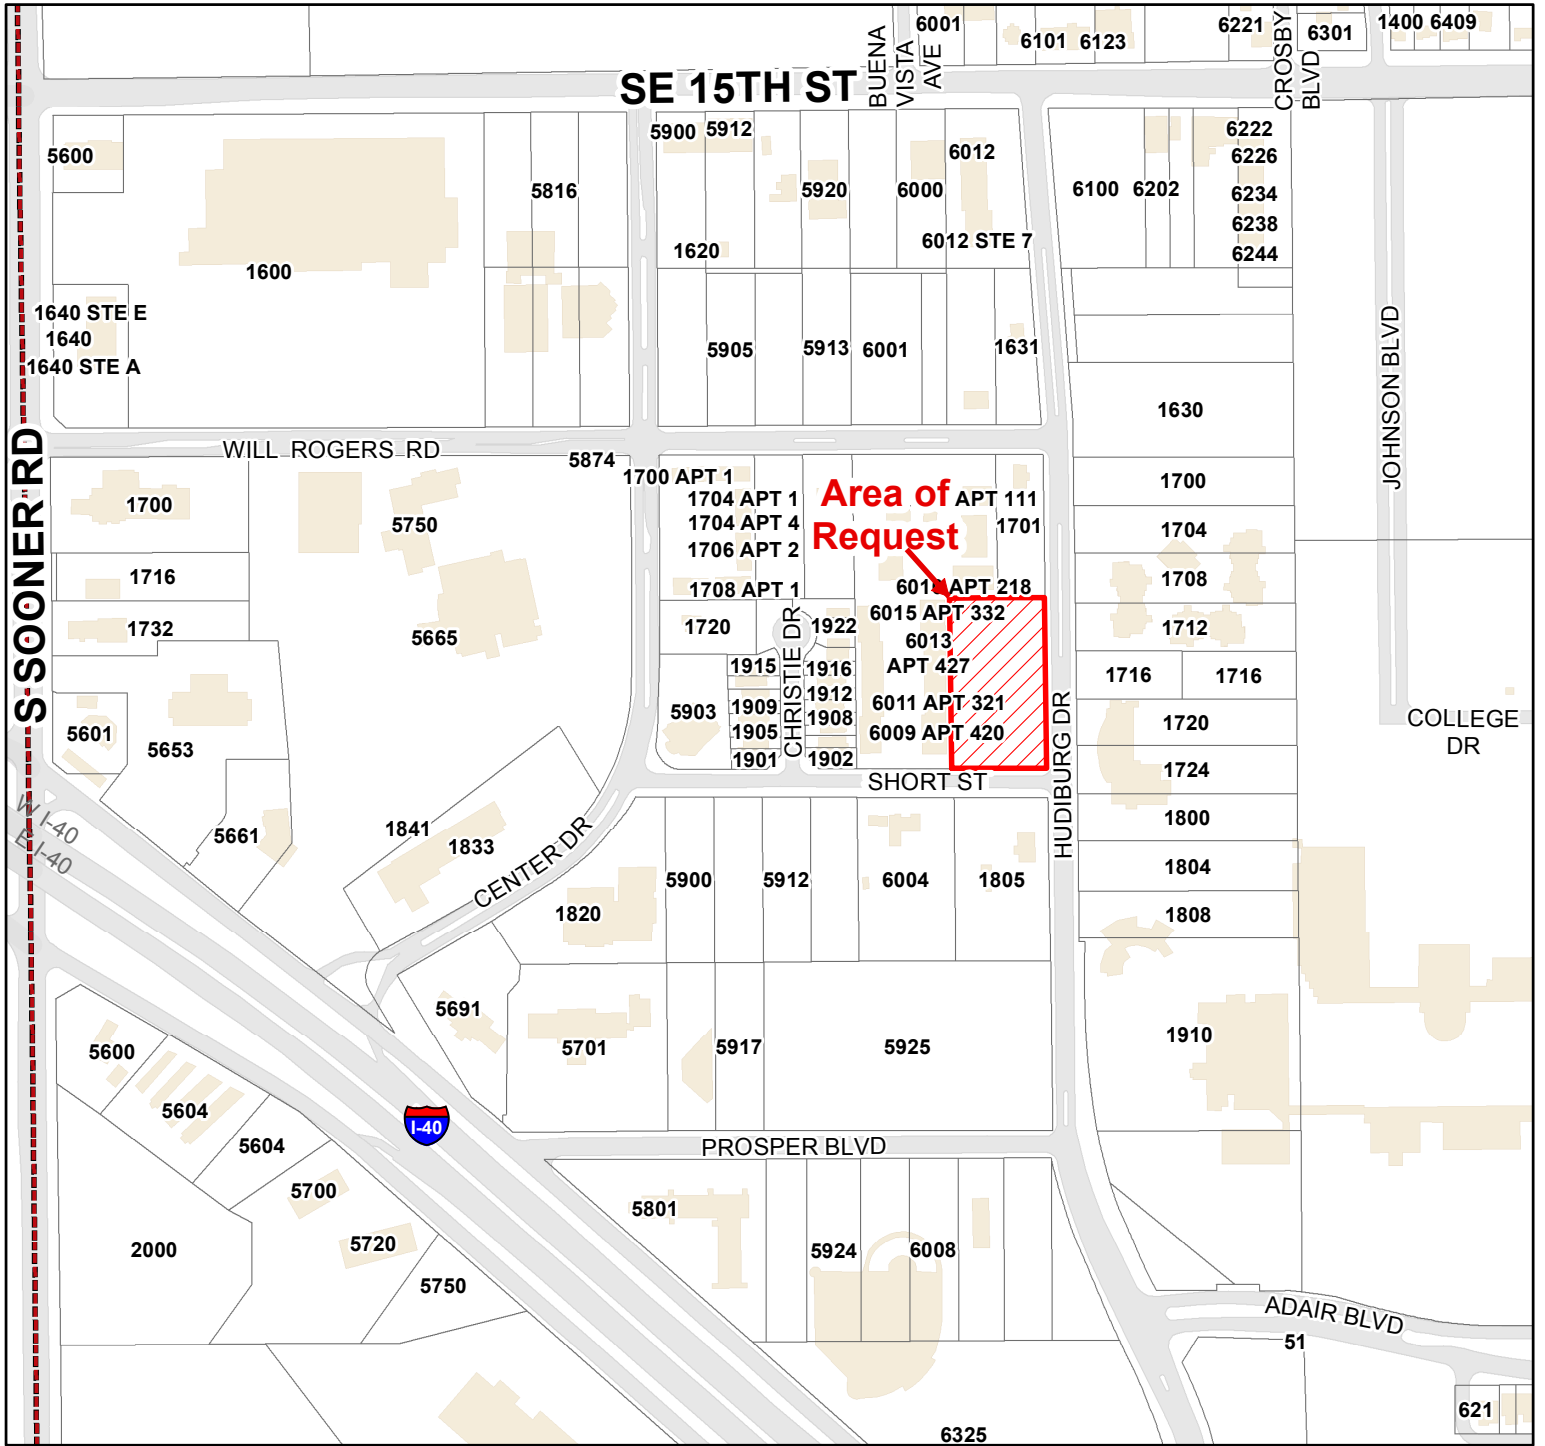 6001
6101
6123
6221
CROSBY
BLVD
6301
1400
6409
SE 15TH ST
BUENA
VISTA
AVE
5600
5816
5900
5912
5920
6000
6012
6012 STE 7
6100
6202
6222
6226
6234
6238
6244
1620
1600
1640 STE E
1640
1640 STE A
5905
5913
6001
1631
1630
JOHNSON BLVD
S SOONER RD
WILL ROGERS RD
5874
1700 APT 1
1704 APT 1
1704 APT 4
1706 APT 2
1708 APT 1
Area of
Request
APT 111
1701
1700
1704
1708
1712
1716
1716
1720
1724
1800
1804
1808
1700
5750
1716
1732
5665
1720
CHRISTIE DR
1922
1915
1916
1912
1909
1908
1905
1901
1902
5903
6015 APT 218
6015 APT 332
6013
APT 427
6011 APT 321
6009 APT 420
HUDIBURG DR
SHORT ST
COLLEGE
DR
5601
5653
5661
W I-40
E I-40
1841
1833
CENTER DR
1820
5900
5912
6004
1805
5691
5701
5917
5925
1910
5600
5604
5604
I-40
PROSPER BLVD
5700
5720
5750
2000
5801
5924
6008
ADAIR BLVD
51
621
6325